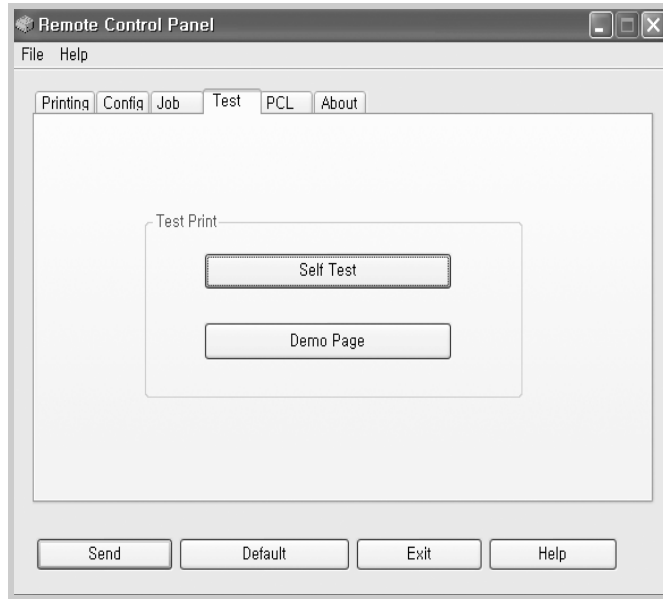 Remote Control Panel
File Help
Printing Config Job Test PCL About
Test Print
Self Test
Demo Page
Send Default Exit Help